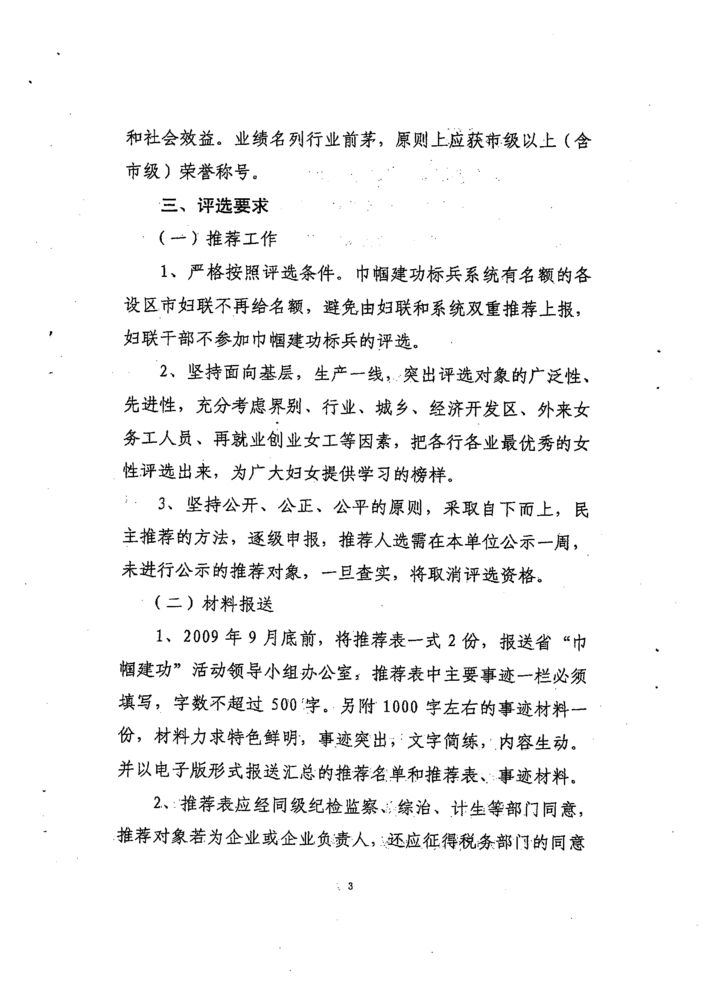 和社会效益。业绩名列行业前茅，原则上应获市级以上（含
市级）荣誉称号。
三、评选要求
（一）推荐工作
1、严格按照评选条件。巾帼建功标兵系统有名额的各
设区市妇联不再给名额，避免由妇联和系统双重推荐上报，
妇联干部不参加巾帼建功标兵的评选。
2、坚持面向基层，生产一线，突出评选对象的广泛性、
先进性，充分考虑界别、行业、城乡、经济开发区、外来女
务工人员、再就业创业女工等因素，把各行各业最优秀的女
性评选出来，为广大妇女提供学习的榜样。
3、坚持公开、公正、公平的原则，采取自下而上，民
主推荐的方法，逐级申报，推荐人选需在本单位公示一周，
未进行公示的推荐对象，一旦查实，将取消评选资格。
（二）材料报送
1、2009 年 9 月底前，将推荐表一式 2 份，报送省“巾
帼建功”活动领导小组办公室，推荐表中主要事迹一栏必须
填写，字数不超过 500 字。另附 1000 字左右的事迹材料一
份，材料力求特色鲜明，事迹突出，文字简练，内容生动。
并以电子版形式报送汇总的推荐名单和推荐表、事迹材料。
2、推荐表应经同级纪检监察、综治、计生等部门同意，
推荐对象若为企业或企业负责人，还应征得税务部门的同意
3